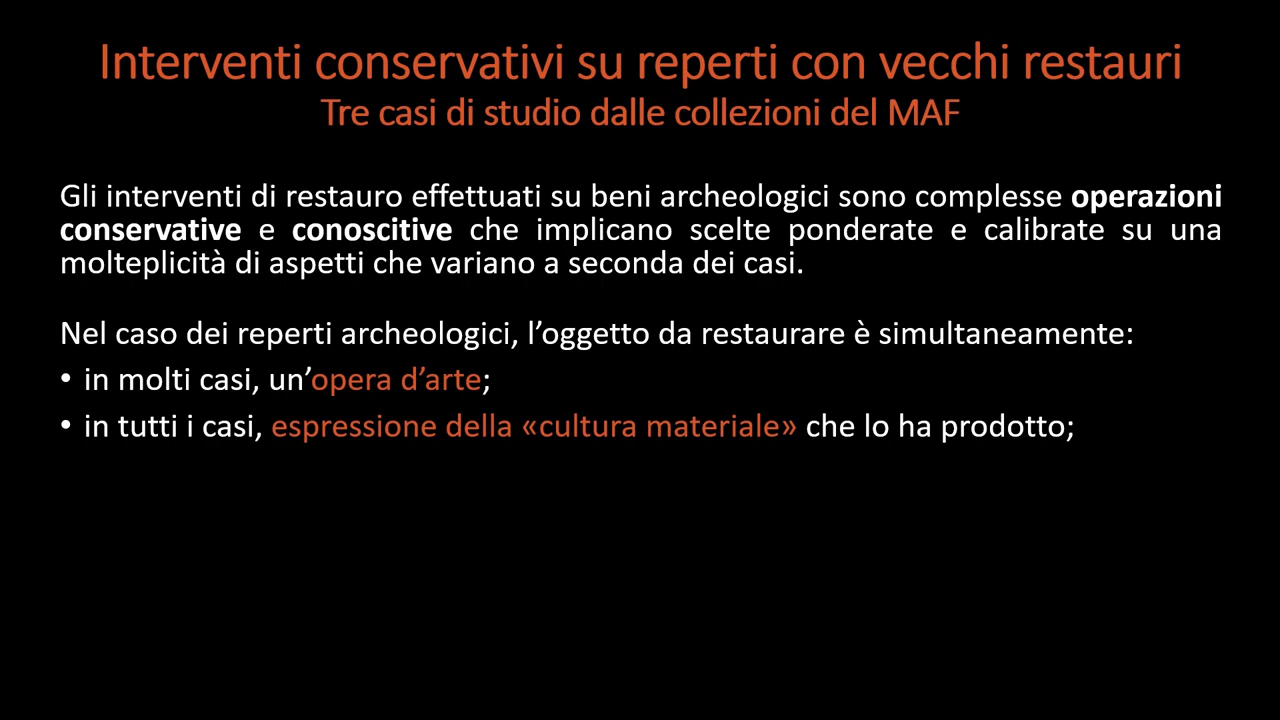 Interventi conservativi su reperti con vecchi restauri
Tre casi di studio dalle collezioni del MAF
Gli interventi di restauro effettuati su beni archeologici sono complesse operazioni
conservative e conoscitive che implicano scelte ponderate e calibrate su una
molteplicità di aspetti che variano a seconda dei casi.
Nel caso dei reperti archeologici, l’oggetto da restaurare è simultaneamente:
• in molti casi, un’opera d’arte;
• in tutti i casi, espressione della «cultura materiale» che lo ha prodotto;